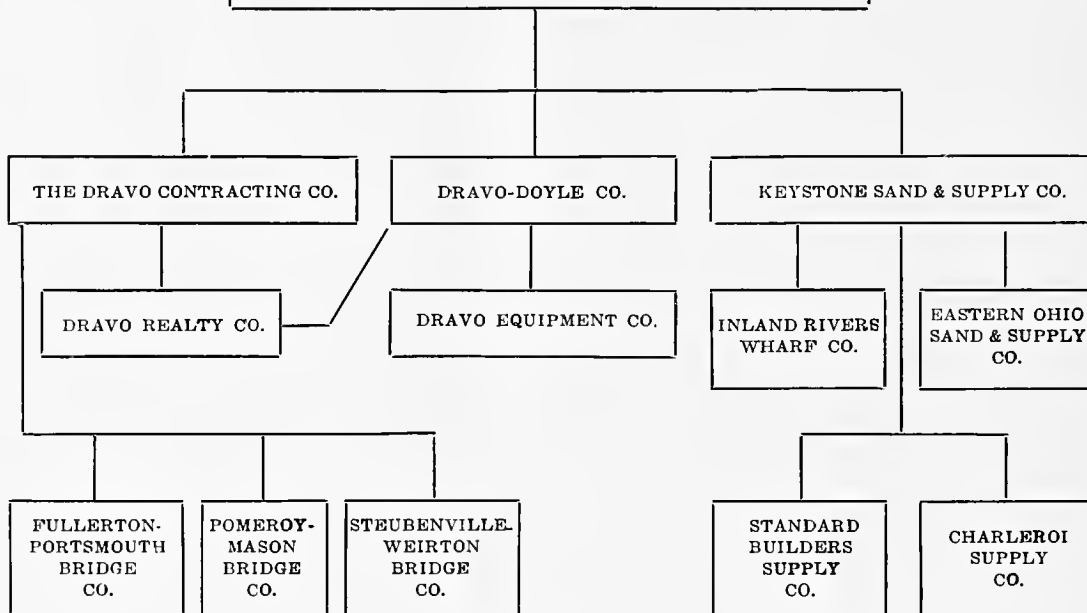 THE DRAVO CONTRACTING CO.
DRAVO-DOYLE CO.
KEYSTONE SAND & SUPPLY CO.
DRAVO REALTY CO.
DRAVO EQUIPMENT CO.
INLAND RIVERS
WHARF CO.
EASTERN OHIO
SAND & SUPPLY
CO.
FULLERTON-
PORTSMOUTH
BRIDGE
CO.
POMEROY-
MASON
BRIDGE
CO.
STEUBENVILLE-
WEIRTON
BRIDGE
CO.
STANDARD
BUILDERS
SUPPLY
CO.
CHARLEROI
SUPPLY
CO.